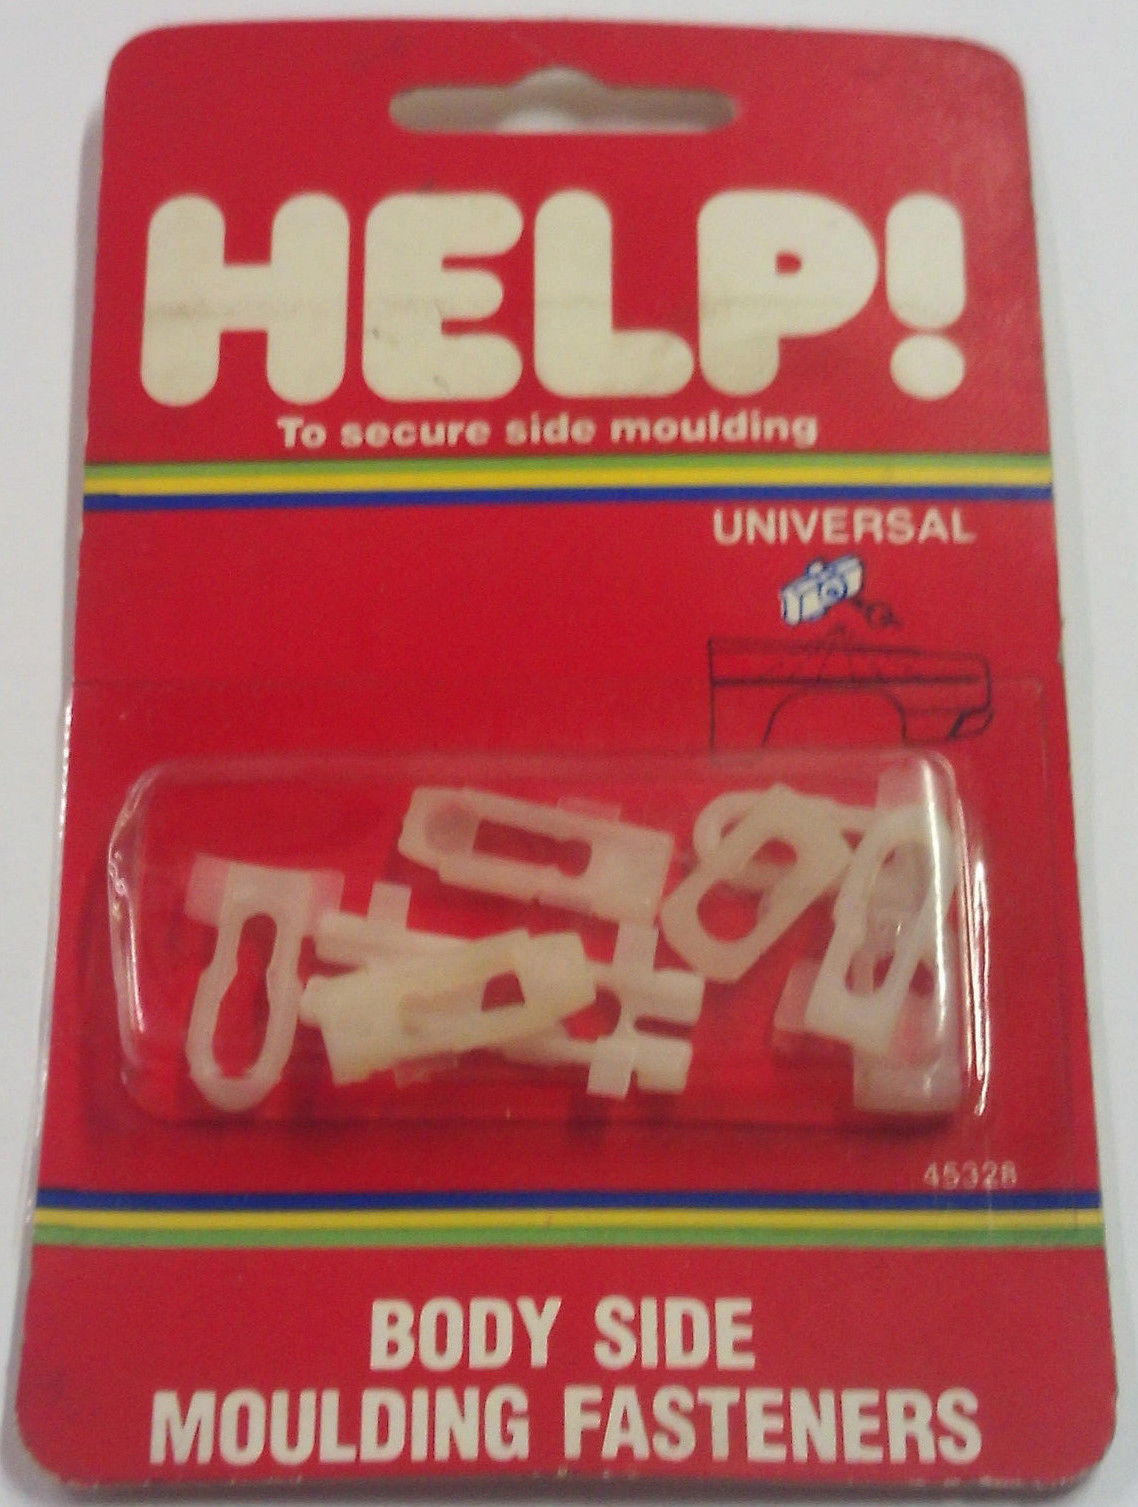 HELP!
To secure side moulding
UNIVERSAL
45328
BODY SIDE
MOULDING FASTENERS